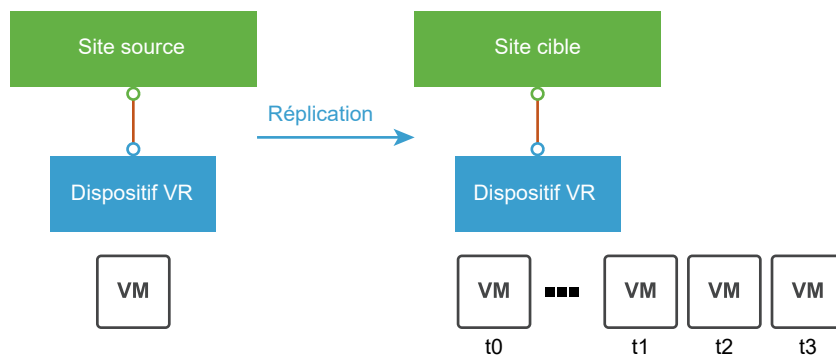 Site source
Site cible
Réplication
Dispositif VR
Dispositif VR
VM
VM
VM
VM
VM
t0
t1
t2
t3